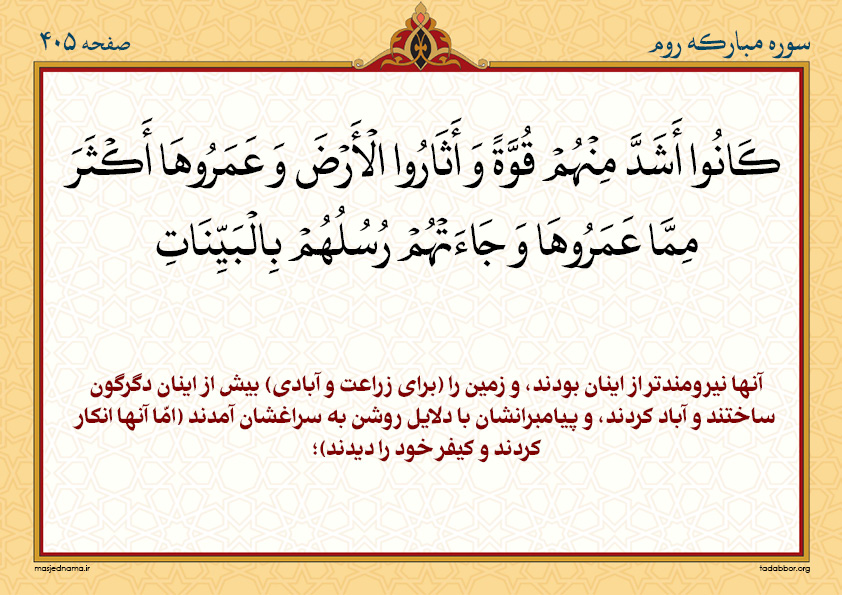 سوره مبارکه روم
صفحه ۴۰۵
كَانُوا أَشَدَّ مِنْهُمْ قُوَّةً وَ أَثَارُوا الْأَرْضَ وَ عَمَرُوهَا أَكْثَرَ
مِمَّا عَمَرُوهَا وَ جَاءَتْهُمْ رُسُلُهُمْ بِالْبَيِّنَاتِ
آنها نیرومندتر از اینان بودند، و زمین را (برای زراعت و آبادی) بیش از اینان دگرگون
ساختند و آباد کردند، و پیامبرانشان با دلایل روشن به سراغشان آمدند (امّا آنها انکار
کردند و کیفر خود را دیدند)؛
masjednama.ir
tadabbor.org